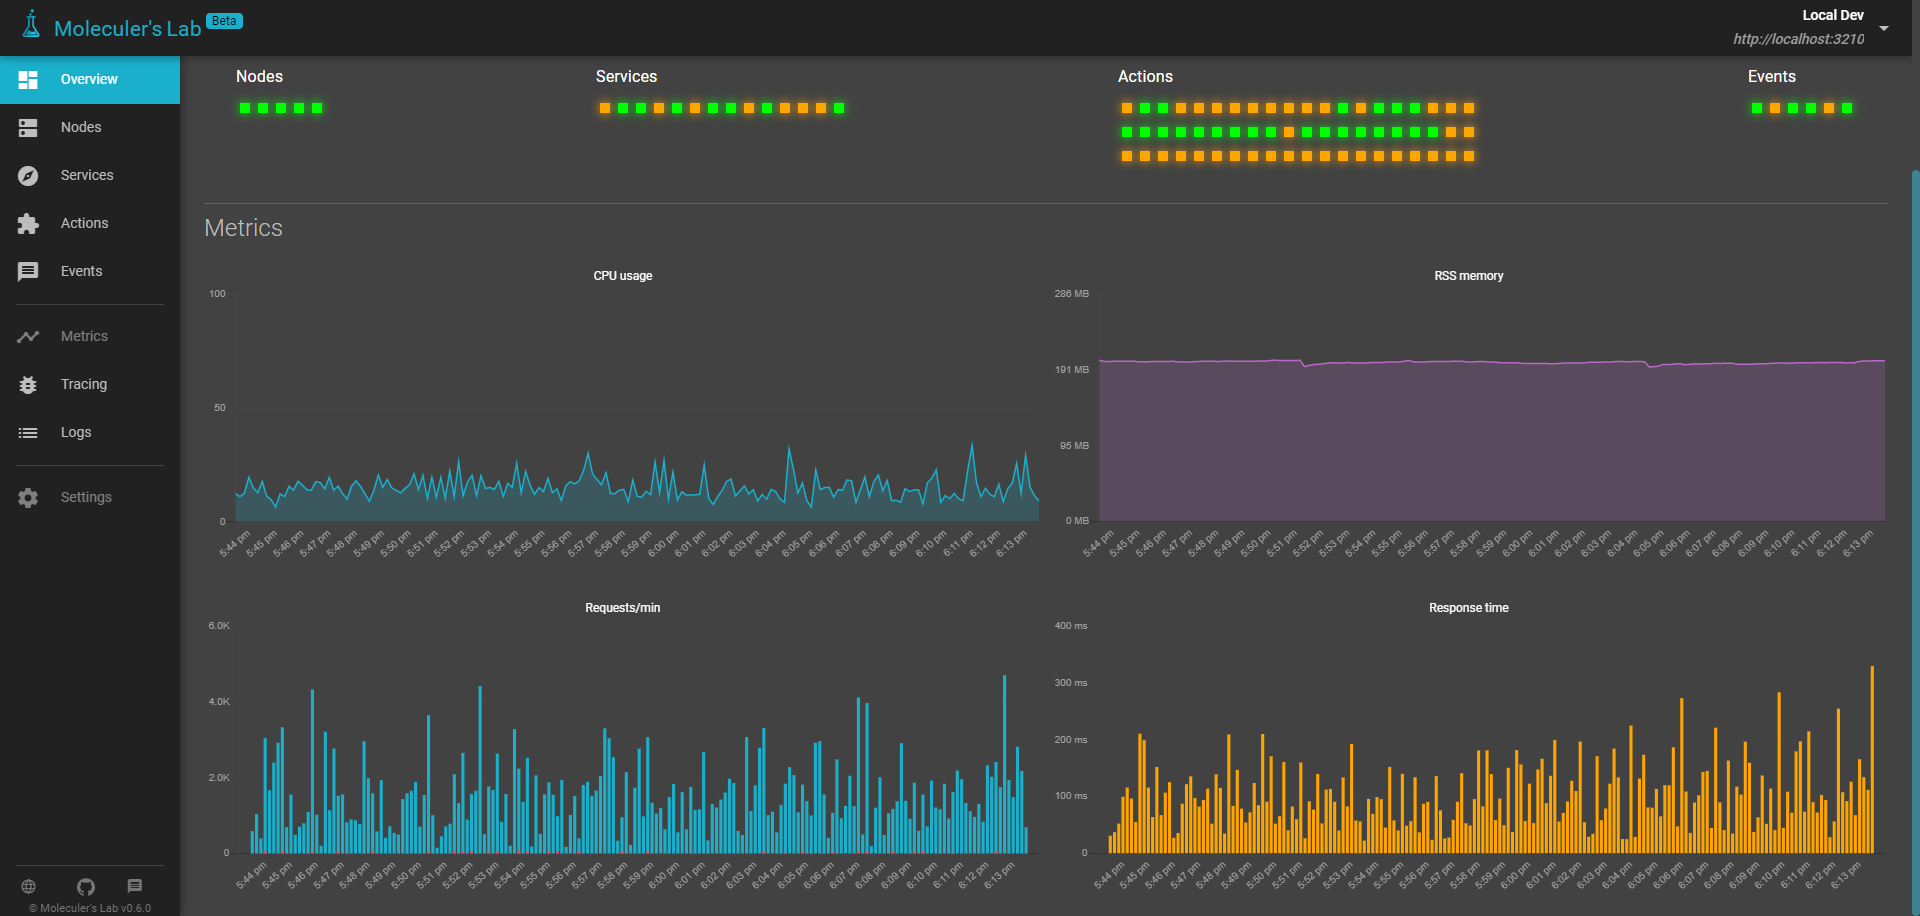 Moleculer's Lab Beta
Local Dev
http://localhost:3210
Overview
Nodes
Services
Actions
Events
Metrics
Tracing
Logs
Settings
© Moleculer's Lab v0.6.0
Nodes
Services
Actions
Events
Metrics
CPU usage
100
50
0
5:44 pm 5:45 pm 5:46 pm 5:47 pm 5:48 pm 5:49 pm 5:50 pm 5:51 pm 5:52 pm 5:53 pm 5:54 pm 5:55 pm 5:56 pm 5:57 pm 5:58 pm 5:59 pm 6:00 pm 6:01 pm 6:02 pm 6:03 pm 6:04 pm 6:05 pm 6:06 pm 6:07 pm 6:08 pm 6:09 pm 6:10 pm 6:11 pm 6:12 pm 6:13 pm
RSS memory
286 MB
191 MB
95 MB
0 MB
5:44 pm 5:45 pm 5:46 pm 5:47 pm 5:48 pm 5:49 pm 5:50 pm 5:51 pm 5:52 pm 5:53 pm 5:54 pm 5:55 pm 5:56 pm 5:57 pm 5:58 pm 5:59 pm 6:00 pm 6:01 pm 6:02 pm 6:03 pm 6:04 pm 6:05 pm 6:06 pm 6:07 pm 6:08 pm 6:09 pm 6:10 pm 6:11 pm 6:12 pm 6:13 pm
Requests/min
6.0K
4.0K
2.0K
0
5:44 pm 5:45 pm 5:46 pm 5:47 pm 5:48 pm 5:49 pm 5:50 pm 5:51 pm 5:52 pm 5:53 pm 5:54 pm 5:55 pm 5:56 pm 5:57 pm 5:58 pm 5:59 pm 6:00 pm 6:01 pm 6:02 pm 6:03 pm 6:04 pm 6:05 pm 6:06 pm 6:07 pm 6:08 pm 6:09 pm 6:10 pm 6:11 pm 6:12 pm 6:13 pm
Response time
400 ms
300 ms
200 ms
100 ms
0
5:44 pm 5:45 pm 5:46 pm 5:47 pm 5:48 pm 5:49 pm 5:50 pm 5:51 pm 5:52 pm 5:53 pm 5:54 pm 5:55 pm 5:56 pm 5:57 pm 5:58 pm 5:59 pm 6:00 pm 6:01 pm 6:02 pm 6:03 pm 6:04 pm 6:05 pm 6:06 pm 6:07 pm 6:08 pm 6:09 pm 6:10 pm 6:11 pm 6:12 pm 6:13 pm